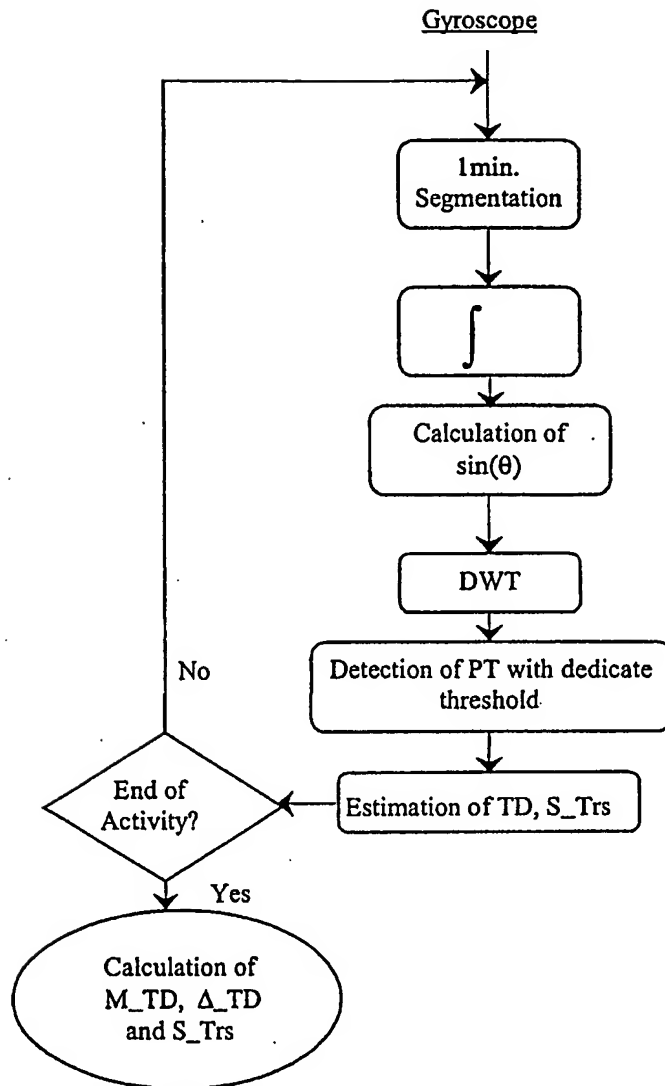 Gyroscope
1min.
Segmentation
∫
Calculation of
sin(θ)
DWT
Detection of PT with dedicate
threshold
Estimation of TD, S_Trs
No
End of
Activity?
Yes
Calculation of
M_TD, Δ_TD
and S_Trs